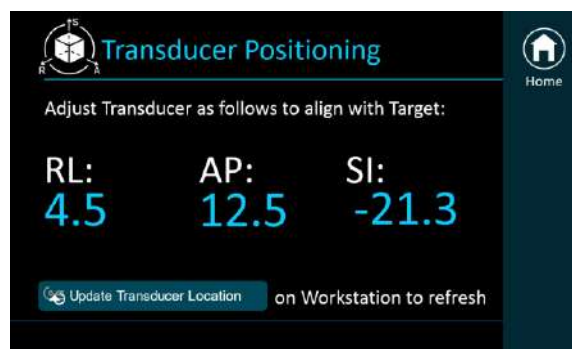 S
R
A
Transducer Positioning
Home
Adjust Transducer as follows to align with Target:
RL: AP: SI:
4.5 12.5 -21.3
Update Transducer Location on Workstation to refresh